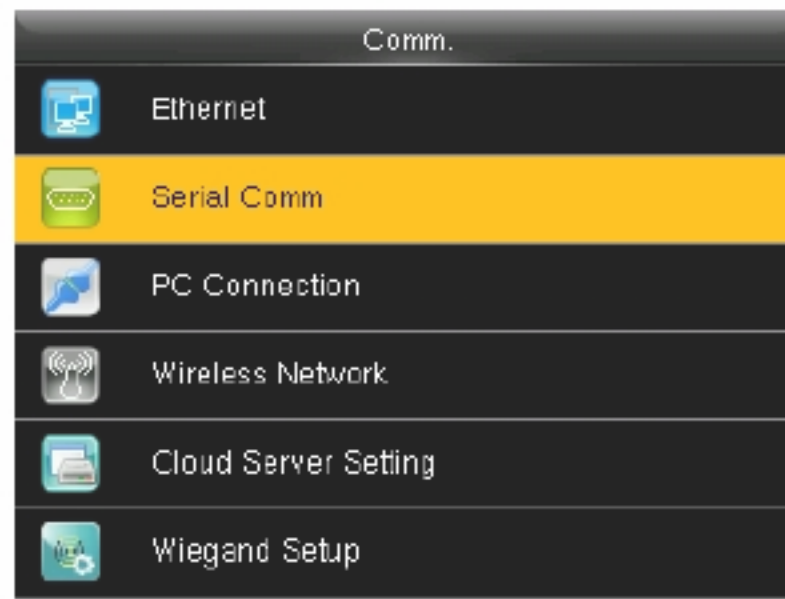 Comm.
Ethernet
Serial Comm
PC Connection
Wireless Network
Cloud Server Setting
Wiegand Setup